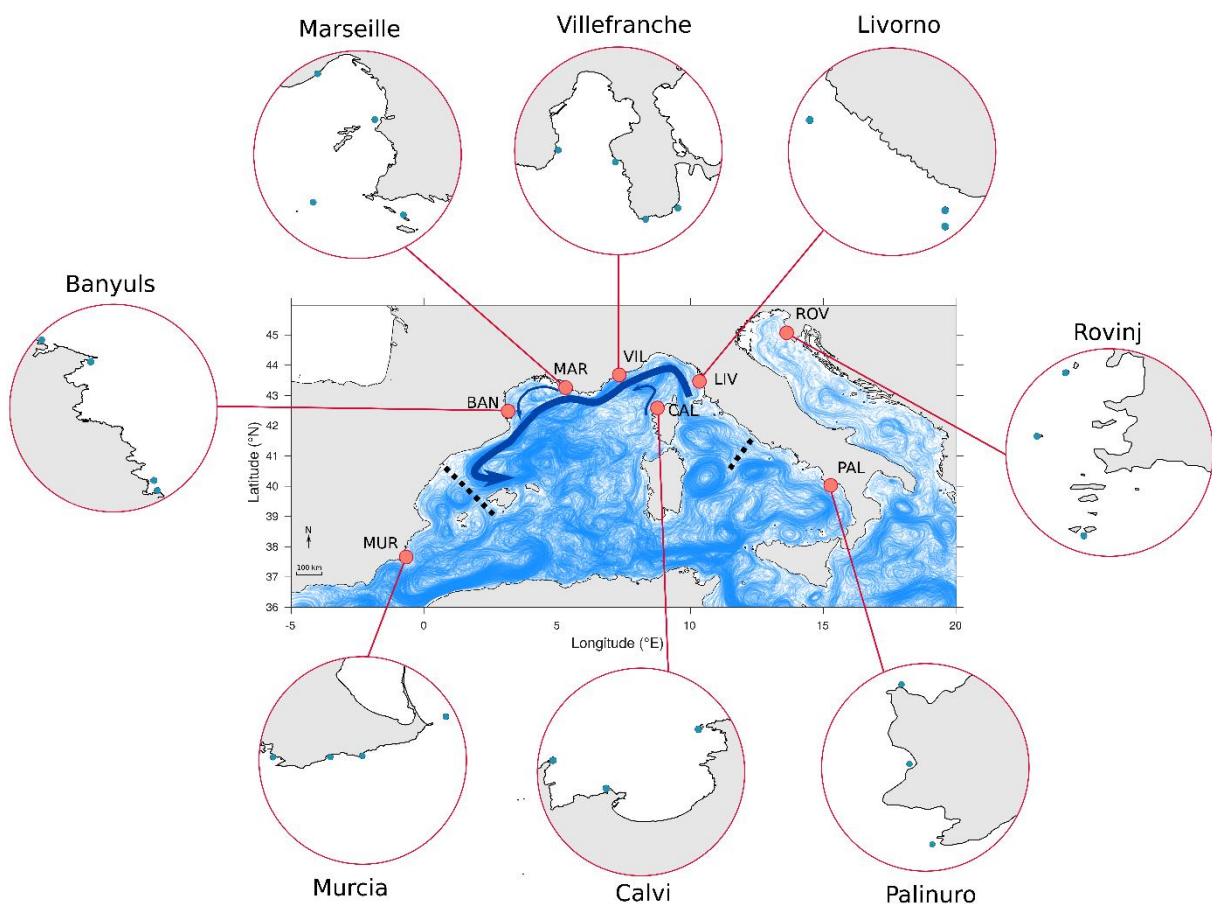 Marseille
Villefranche
Livorno
Banyuls
Rovinj
ROV
VIL
MAR
LIV
BAN
CAL
PAL
MUR
45
44
43
42
41
40
39
38
37
36
Latitude (°N)
N
100 km
-5 0 5 10 15 20
Longitude (°E)
Murcia
Calvi
Palinuro